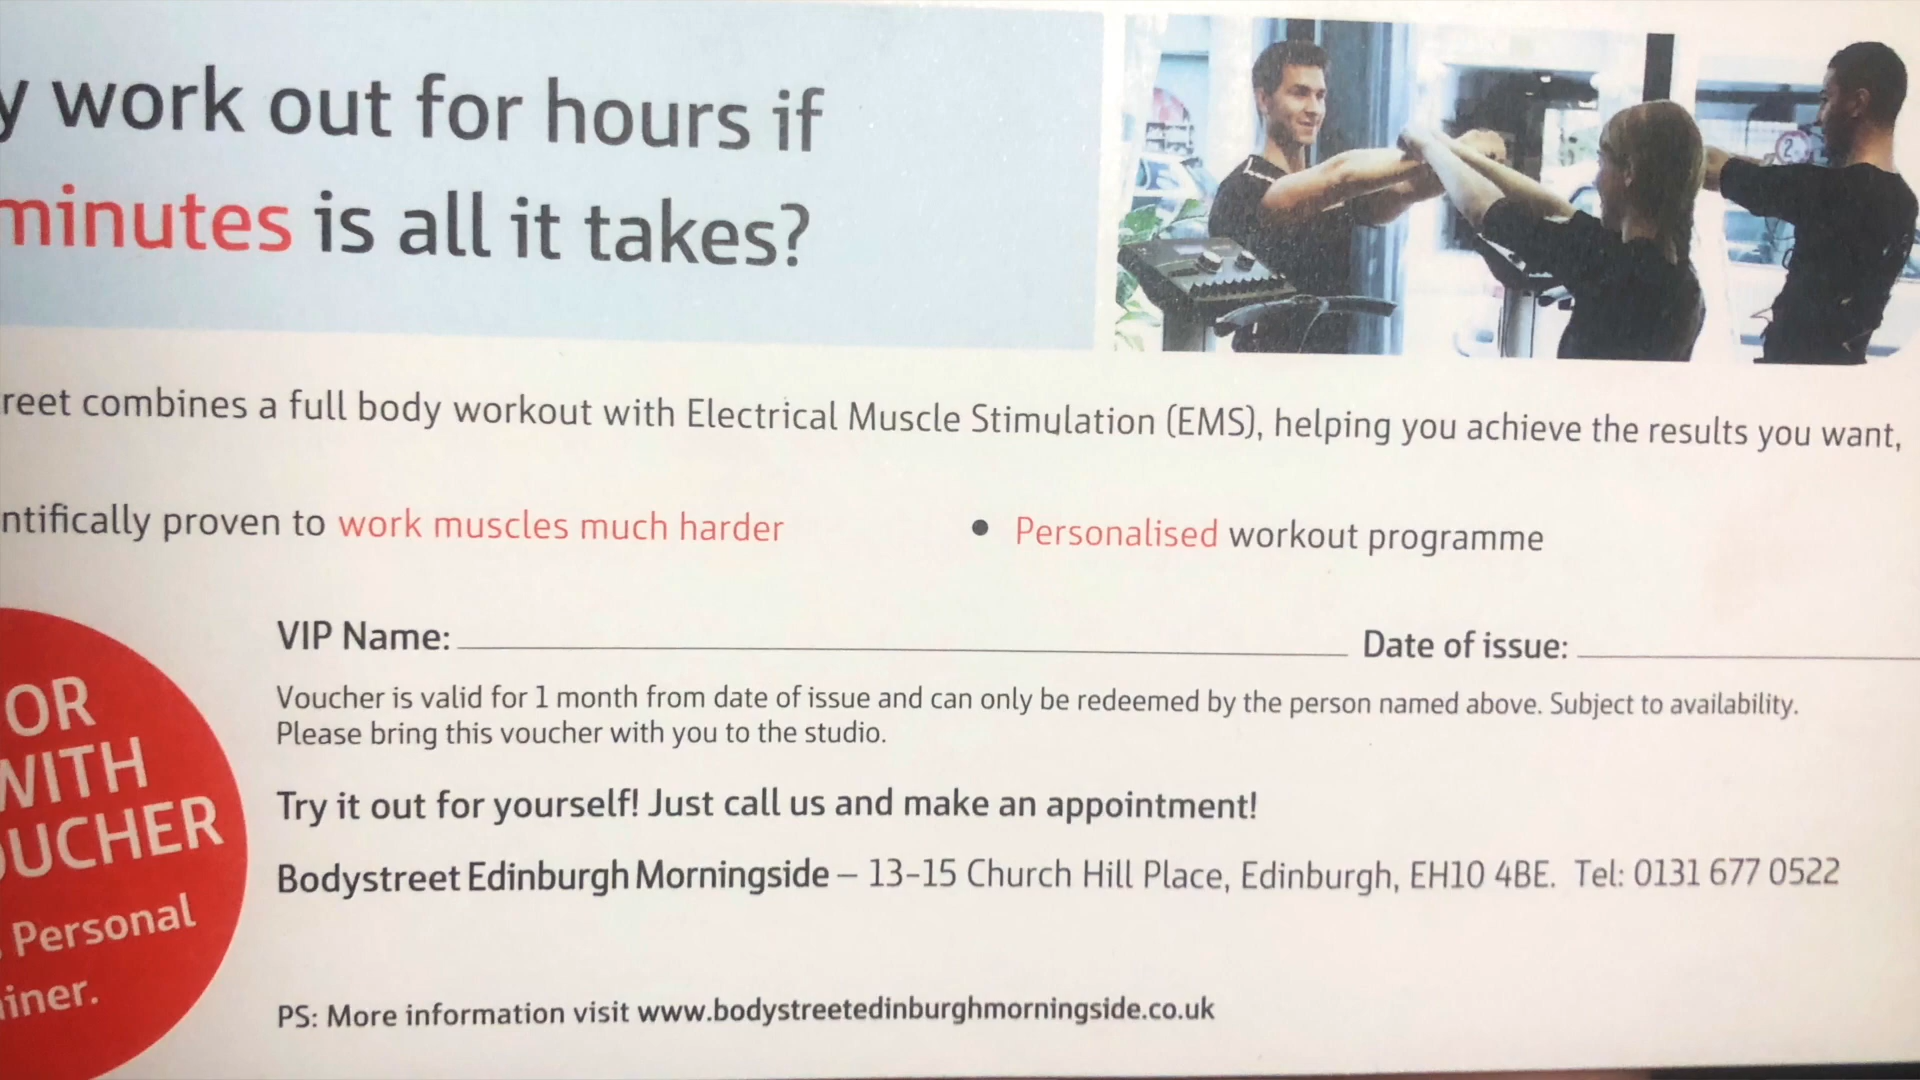 y work out for hours if
minutes is all it takes?
reet combines a full body workout with Electrical Muscle Stimulation (EMS), helping you achieve the results you want,
ntifically proven to work muscles much harder
• Personalised workout programme
VIP Name:
Date of issue:
Voucher is valid for 1 month from date of issue and can only be redeemed by the person named above. Subject to availability.
Please bring this voucher with you to the studio.
Try it out for yourself! Just call us and make an appointment!
Bodystreet Edinburgh Morningside – 13-15 Church Hill Place, Edinburgh, EH10 4BE. Tel: 0131 677 0522
PS: More information visit www.bodystreetedinburghmorningside.co.uk
OR
WITH
OUCHER
Personal
iner.